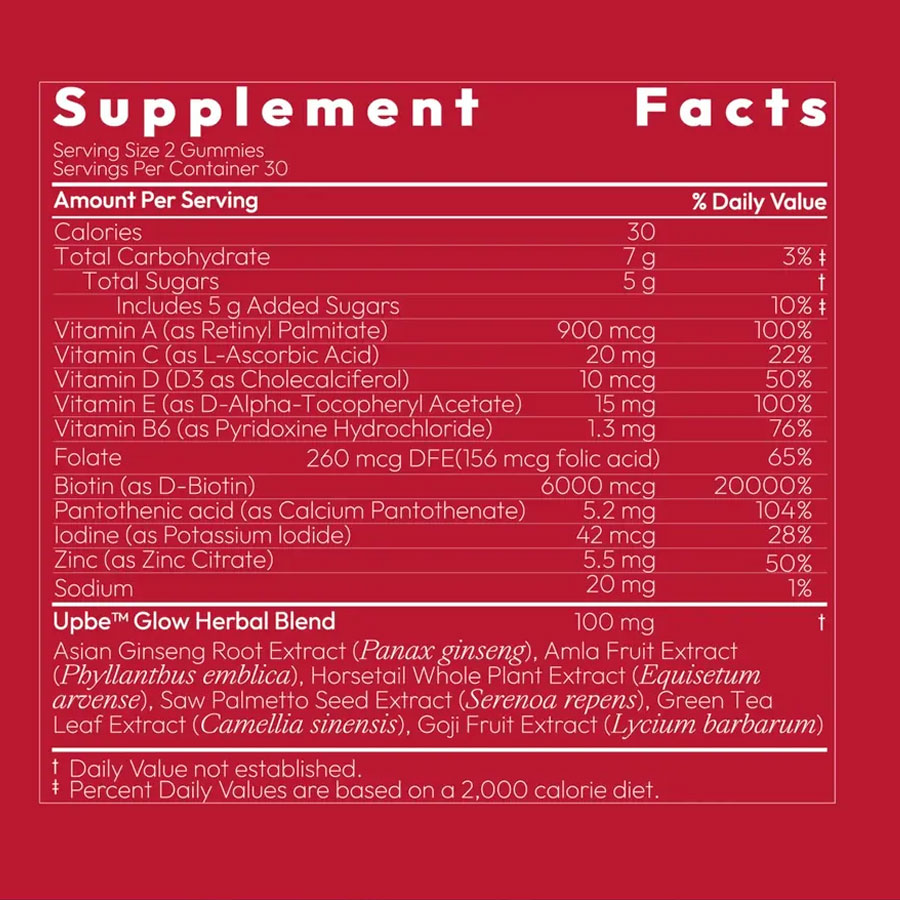 Supplement Facts
Serving Size 2 Gummies
Servings Per Container 30
Amount Per Serving % Daily Value
Calories 30
Total Carbohydrate 7 g 3% ‡
Total Sugars 5 g †
Includes 5 g Added Sugars 10% ‡
Vitamin A (as Retinyl Palmitate) 900 mcg 100%
Vitamin C (as L-Ascorbic Acid) 20 mg 22%
Vitamin D (D3 as Cholecalciferol) 10 mcg 50%
Vitamin E (as D-Alpha-Tocopheryl Acetate) 15 mg 100%
Vitamin B6 (as Pyridoxine Hydrochloride) 1.3 mg 76%
Folate 260 mcg DFE(156 mcg folic acid) 65%
Biotin (as D-Biotin) 6000 mcg 20000%
Pantothenic acid (as Calcium Pantothenate) 5.2 mg 104%
Iodine (as Potassium Iodide) 42 mcg 28%
Zinc (as Zinc Citrate) 5.5 mg 50%
Sodium 20 mg 1%
Upbe™ Glow Herbal Blend 100 mg †
Asian Ginseng Root Extract (Panax ginseng), Amla Fruit Extract
(Phyllanthus emblica), Horsetail Whole Plant Extract (Equisetum
arvense), Saw Palmetto Seed Extract (Serenoa repens), Green Tea
Leaf Extract (Camellia sinensis), Goji Fruit Extract (Lycium barbarum)
† Daily Value not established.
‡ Percent Daily Values are based on a 2,000 calorie diet.